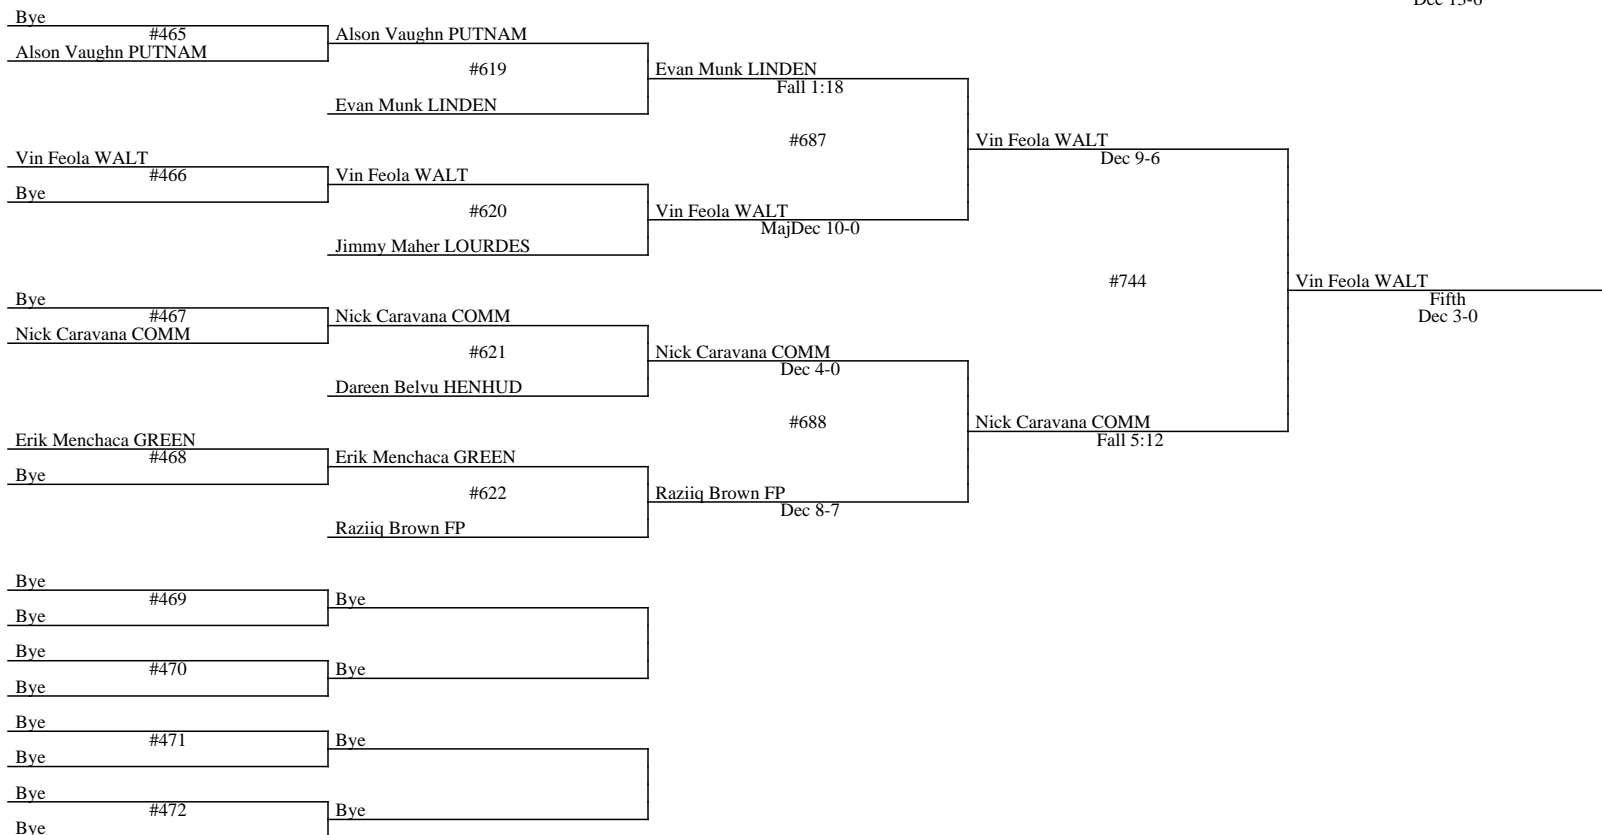 Dec 13-6
Bye
#465
Alson Vaughn PUTNAM
Alson Vaughn PUTNAM
#619
Evan Munk LINDEN
Evan Munk LINDEN
Fall 1:18
#687
Vin Feola WALT
#466
Bye
Vin Feola WALT
#620
Jimmy Maher LOURDES
Vin Feola WALT
MajDec 10-0
Vin Feola WALT
Dec 9-6
#744
Vin Feola WALT
Fifth
Dec 3-0
Bye
#467
Nick Caravana COMM
Nick Caravana COMM
#621
Dareen Belvu HENHUD
Nick Caravana COMM
Dec 4-0
#688
Nick Caravana COMM
Fall 5:12
Erik Menchaca GREEN
#468
Bye
Erik Menchaca GREEN
#622
Raziiq Brown FP
Raziiq Brown FP
Dec 8-7
Bye
#469
Bye
Bye
Bye
#470
Bye
Bye
Bye
#471
Bye
Bye
Bye
#472
Bye
Bye